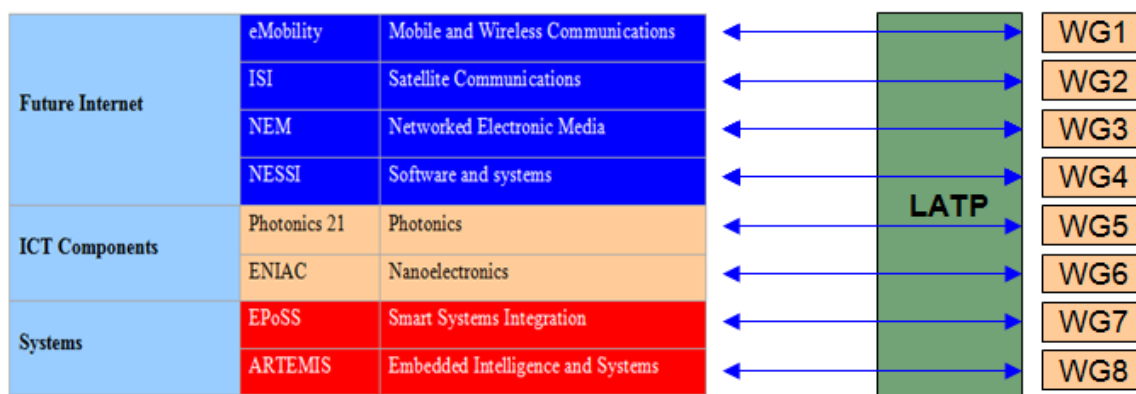 eMobility Mobile and Wireless Communications WG1
ISI Satellite Communications WG2
Future Internet
NEM Networked Electronic Media WG3
NESSI Software and systems WG4
LATP
Photonics 21 Photonics WG5
ICT Components
ENIAC Nanoelectronics WG6
EPoSS Smart Systems Integration WG7
Systems
ARTEMIS Embedded Intelligence and Systems WG8